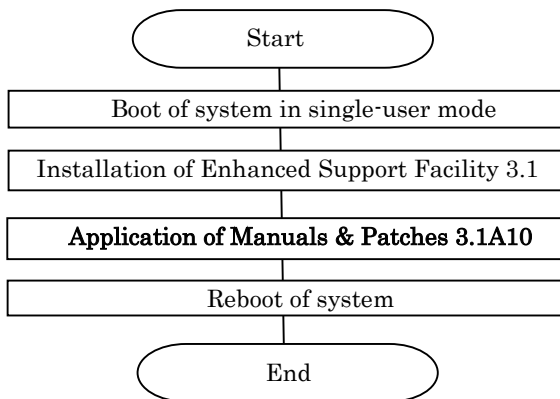 Start
Boot of system in single-user mode
Installation of Enhanced Support Facility 3.1
Application of Manuals & Patches 3.1A10
Reboot of system
End